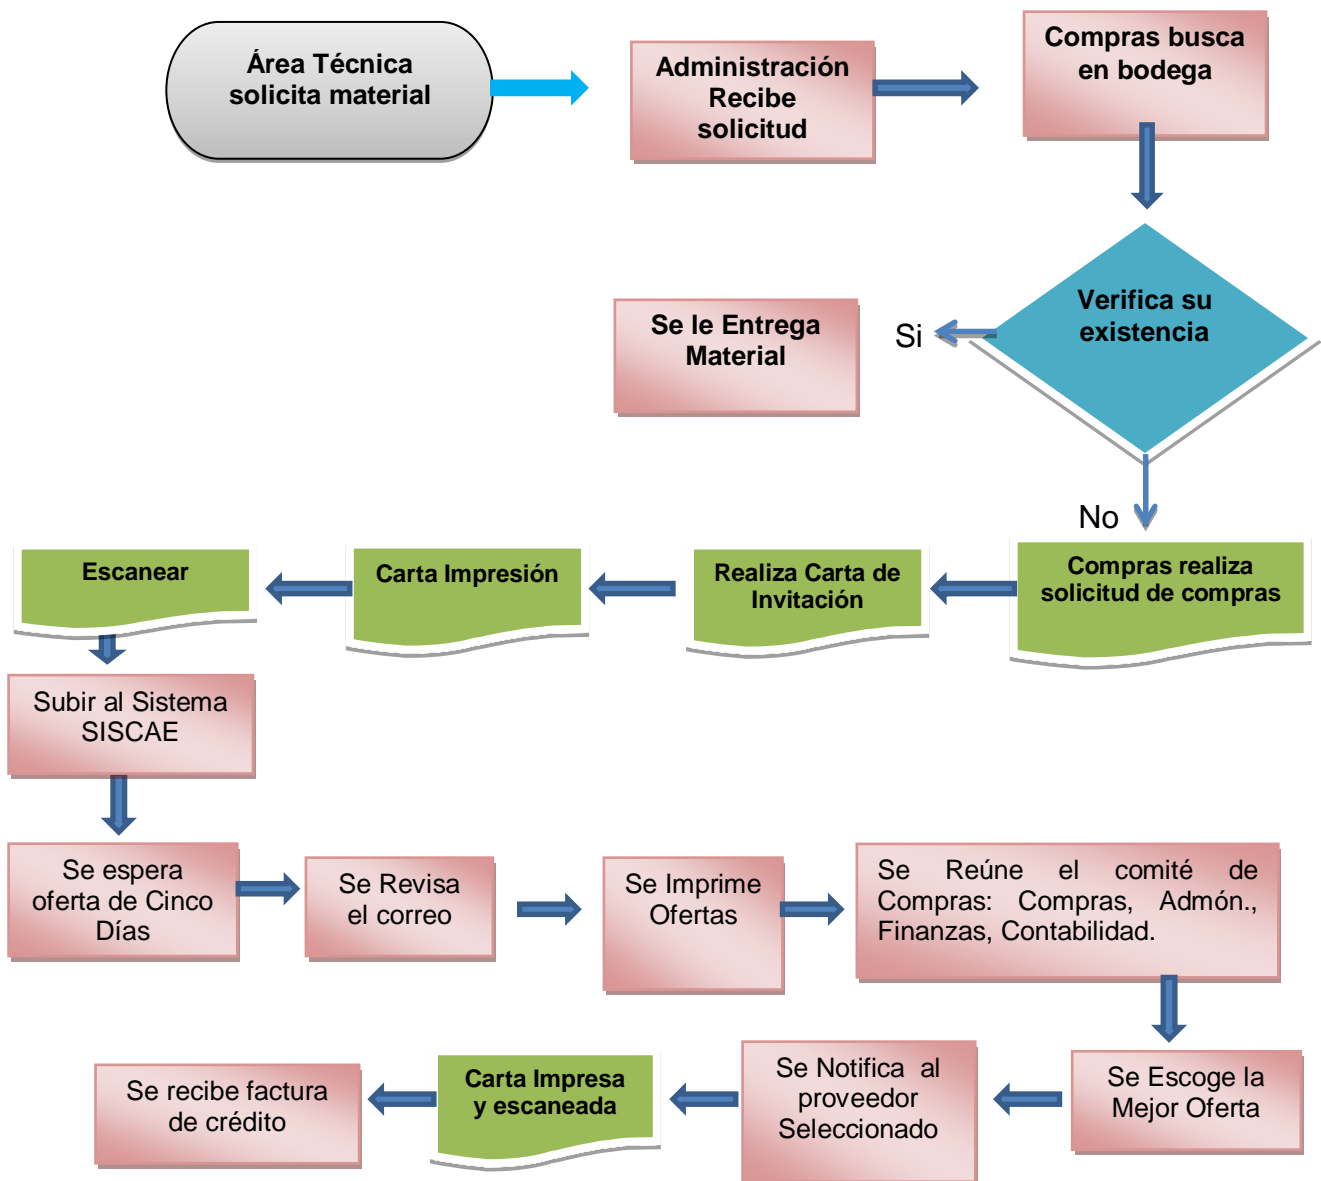 Área Técnica
solicita material
Administración
Recibe
solicitud
Compras busca
en bodega
Verifica su
existencia
Si
Se le Entrega
Material
No
Compras realiza
solicitud de compras
Realiza Carta de
Invitación
Carta Impresión
Escanear
Subir al Sistema
SISCAE
Se espera
oferta de Cinco
Días
Se Revisa
el correo
Se Imprime
Ofertas
Se Reúne el comité de
Compras: Compras, Admón.,
Finanzas, Contabilidad.
Se Escoge la
Mejor Oferta
Se Notifica al
proveedor
Seleccionado
Carta Impresa
y escaneada
Se recibe factura
de crédito